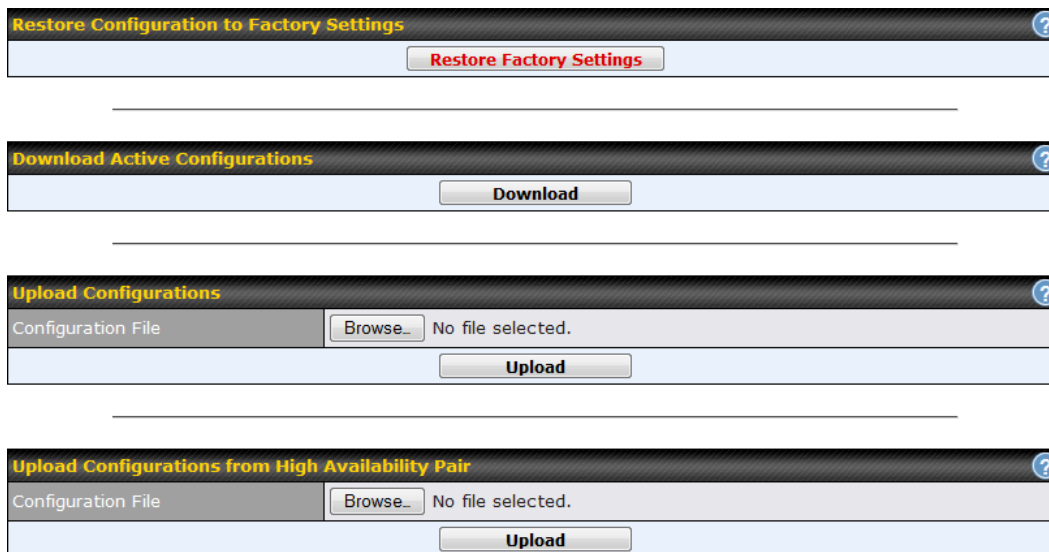 Restore Configuration to Factory Settings ?
Restore Factory Settings
Download Active Configurations ?
Download
Upload Configurations ?
Configuration File Browse… No file selected.
Upload
Upload Configurations from High Availability Pair ?
Configuration File Browse… No file selected.
Upload